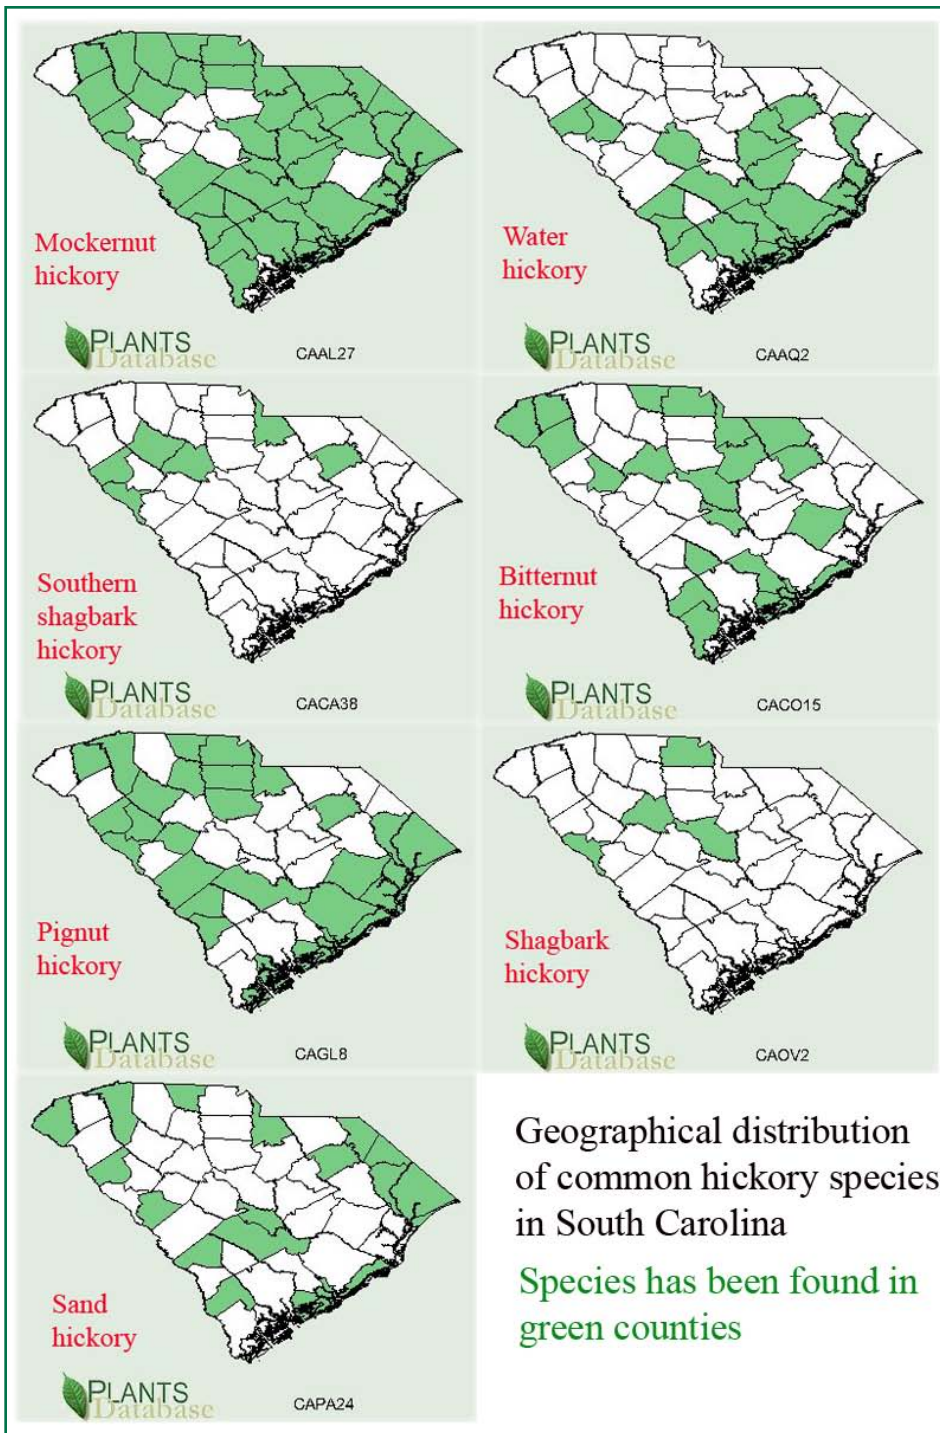 Mockernut
hickory
PLANTS
Database
CAAL27
Water
hickory
PLANTS
Database
CAAQ2
Southern
shagbark
hickory
PLANTS
Database
CACA38
Bitternut
hickory
PLANTS
Database
CACO15
Pignut
hickory
PLANTS
Database
CAGL8
Shagbark
hickory
PLANTS
Database
CAOV2
Sand
hickory
PLANTS
Database
CAPA24
Geographical distribution
of common hickory species
in South Carolina
Species has been found in
green counties